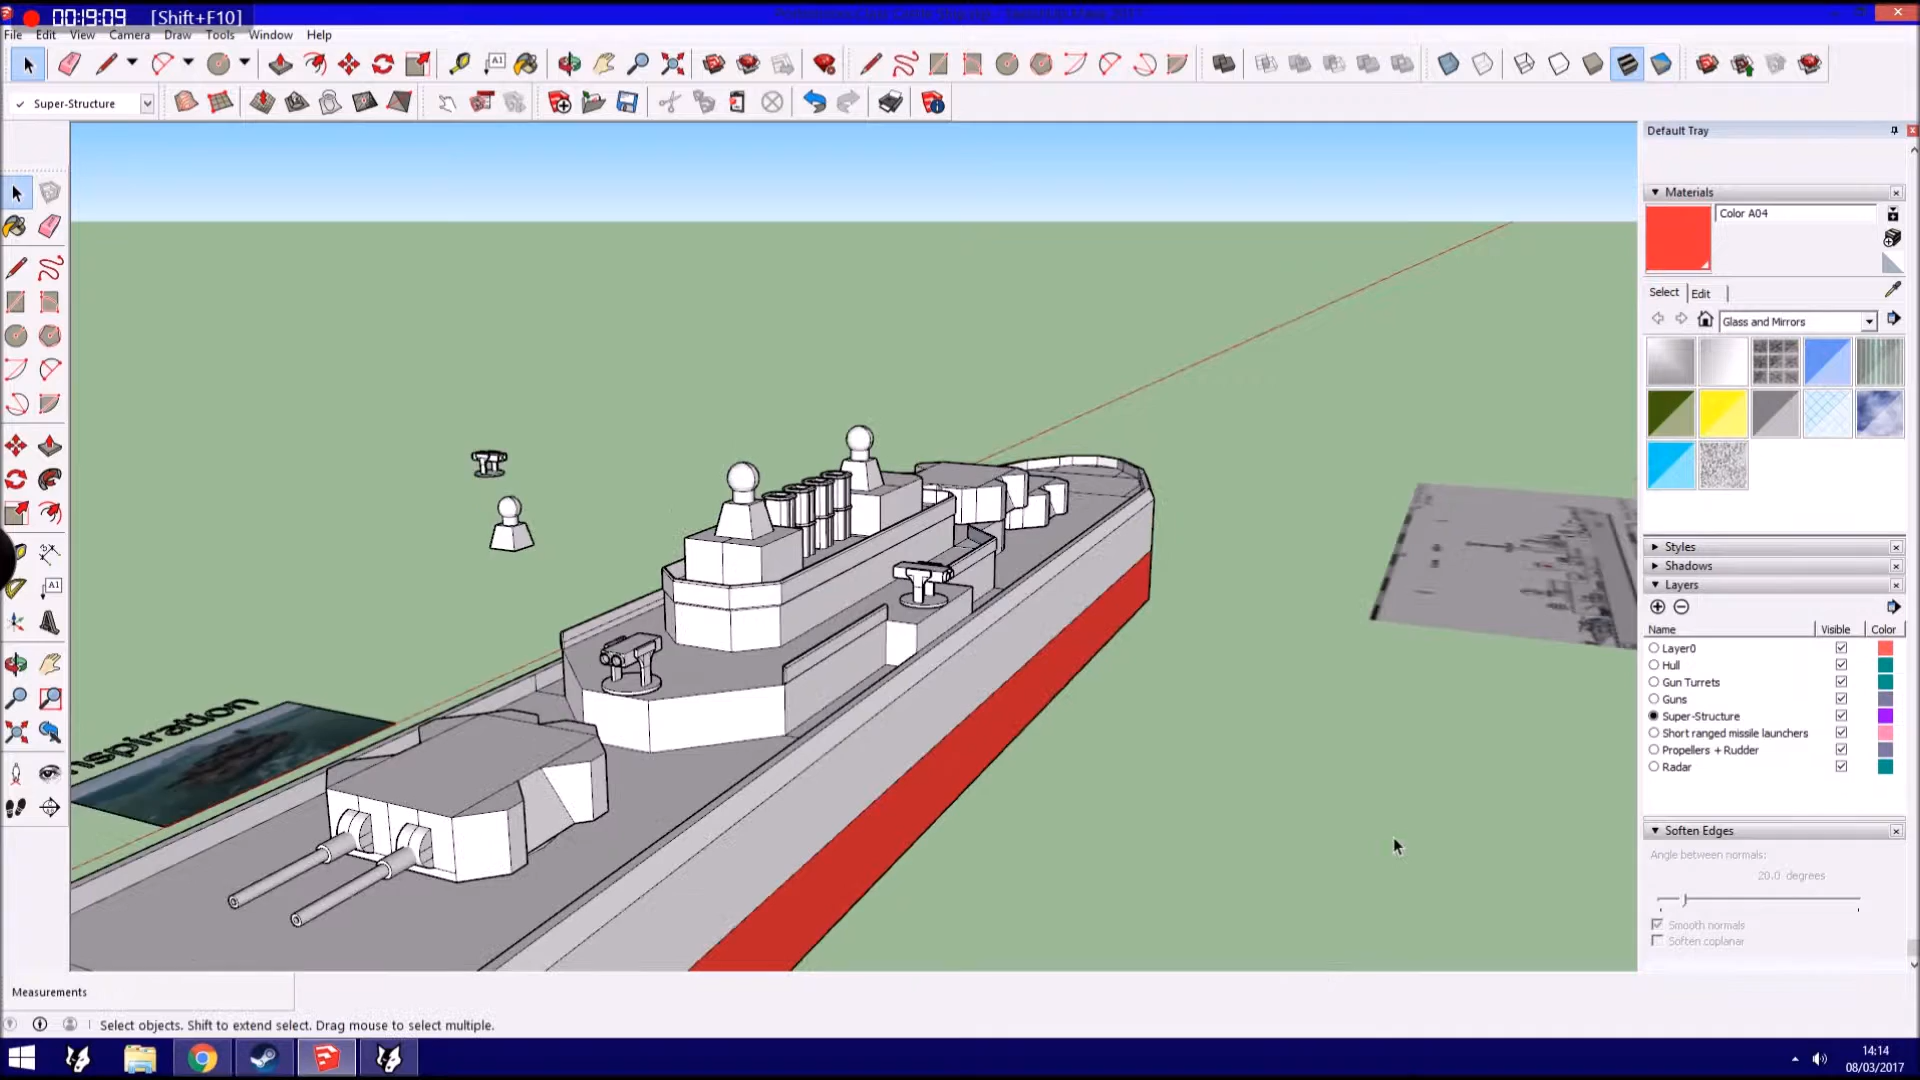 00:19:09 [Shift+F10]
File Edit View Camera Draw Tools Window Help
A1
Super-Structure
Default Tray
Materials
Color A04
Select Edit
Glass and Mirrors
A1
nspiration
Styles
Shadows
Layers
Name Visible Color
Layer0
Hull
Gun Turrets
Guns
Super-Structure
Short ranged missile launchers
Propellers + Rudder
Radar
Soften Edges
Angle between normals:
20.0 degrees
Smooth normals
Soften coplanar
Measurements
Select objects. Shift to extend select. Drag mouse to select multiple.
14:14
08/03/2017